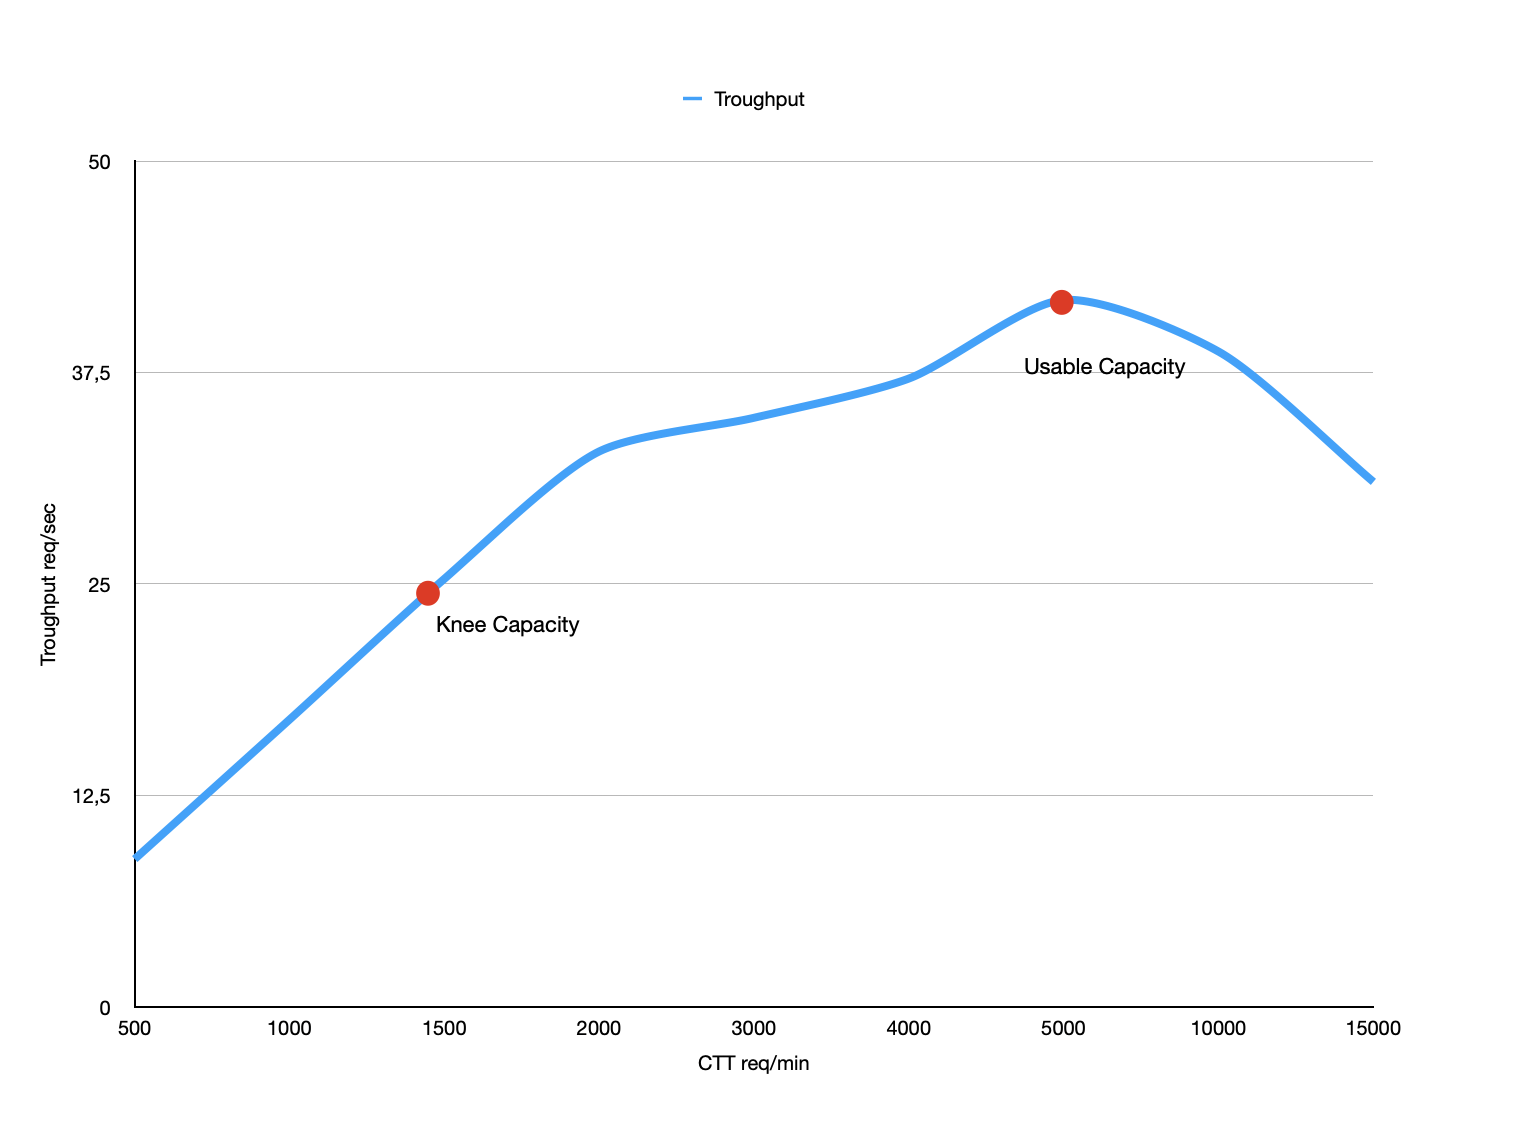 Troughput
50
37,5
25
12,5
0
Troughput req/sec
Usable Capacity
Knee Capacity
500 1000 1500 2000 3000 4000 5000 10000 15000
CTT req/min